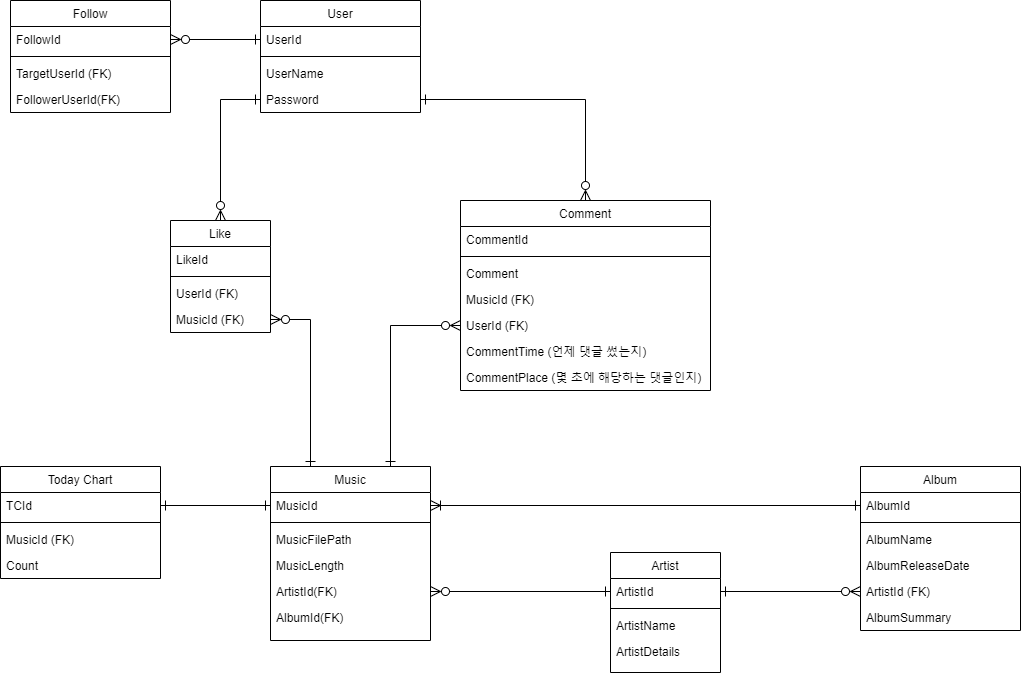 Follow
FollowId
TargetUserId (FK)
FollowerUserId(FK)
User
UserId
UserName
Password
Like
LikeId
UserId (FK)
MusicId (FK)
Comment
CommentId
Comment
MusicId (FK)
UserId (FK)
CommentTime (언제 댓글 썼는지)
CommentPlace (몇 초에 해당하는 댓글인지)
Today Chart
TCId
MusicId (FK)
Count
Music
MusicId
MusicFilePath
MusicLength
ArtistId(FK)
AlbumId(FK)
Artist
ArtistId
ArtistName
ArtistDetails
Album
AlbumId
AlbumName
AlbumReleaseDate
ArtistId (FK)
AlbumSummary